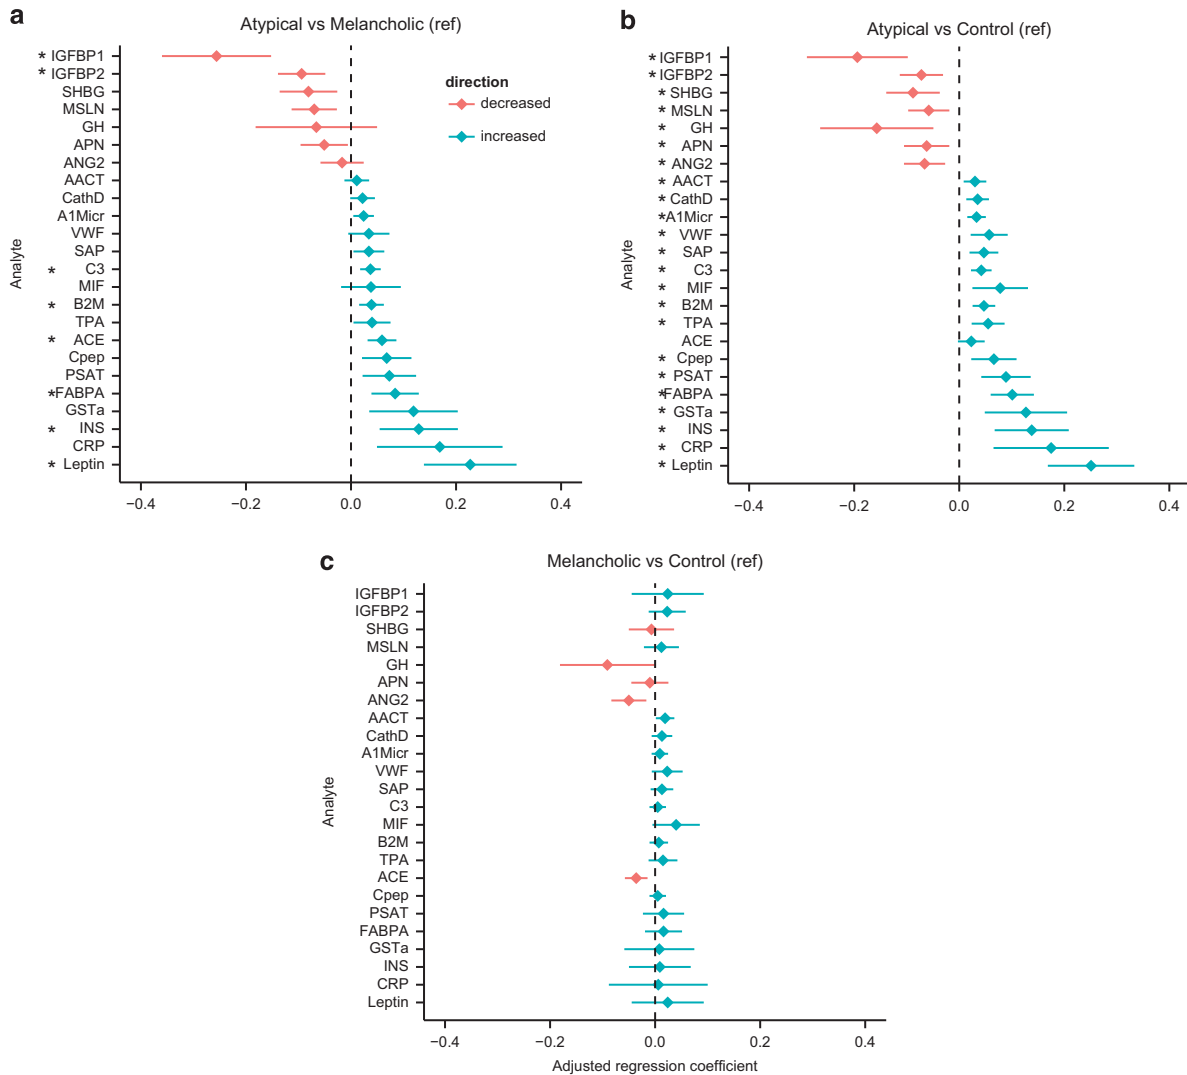 a
Atypical vs Melancholic (ref)
* IGFBP1
* IGFBP2
SHBG
MSLN
GH
APN
ANG2
AACT
CathD
A1Micr
VWF
SAP
* C3
MIF
* B2M
TPA
* ACE
Cpep
PSAT
*FABPA
GSTa
* INS
CRP
* Leptin
Analyte
−0.4 −0.2 0.0 0.2 0.4
direction
decreased
increased
b
Atypical vs Control (ref)
* IGFBP1
* IGFBP2
* SHBG
* MSLN
* GH
* APN
* ANG2
* AACT
* CathD
*A1Micr
* VWF
* SAP
* C3
* MIF
* B2M
* TPA
ACE
* Cpep
* PSAT
*FABPA
* GSTa
* INS
* CRP
* Leptin
Analyte
−0.4 −0.2 0.0 0.2 0.4
c
Melancholic vs Control (ref)
IGFBP1
IGFBP2
SHBG
MSLN
GH
APN
ANG2
AACT
CathD
A1Micr
VWF
SAP
C3
MIF
B2M
TPA
ACE
Cpep
PSAT
FABPA
GSTa
INS
CRP
Leptin
Analyte
−0.4 −0.2 0.0 0.2 0.4
Adjusted regression coefficient